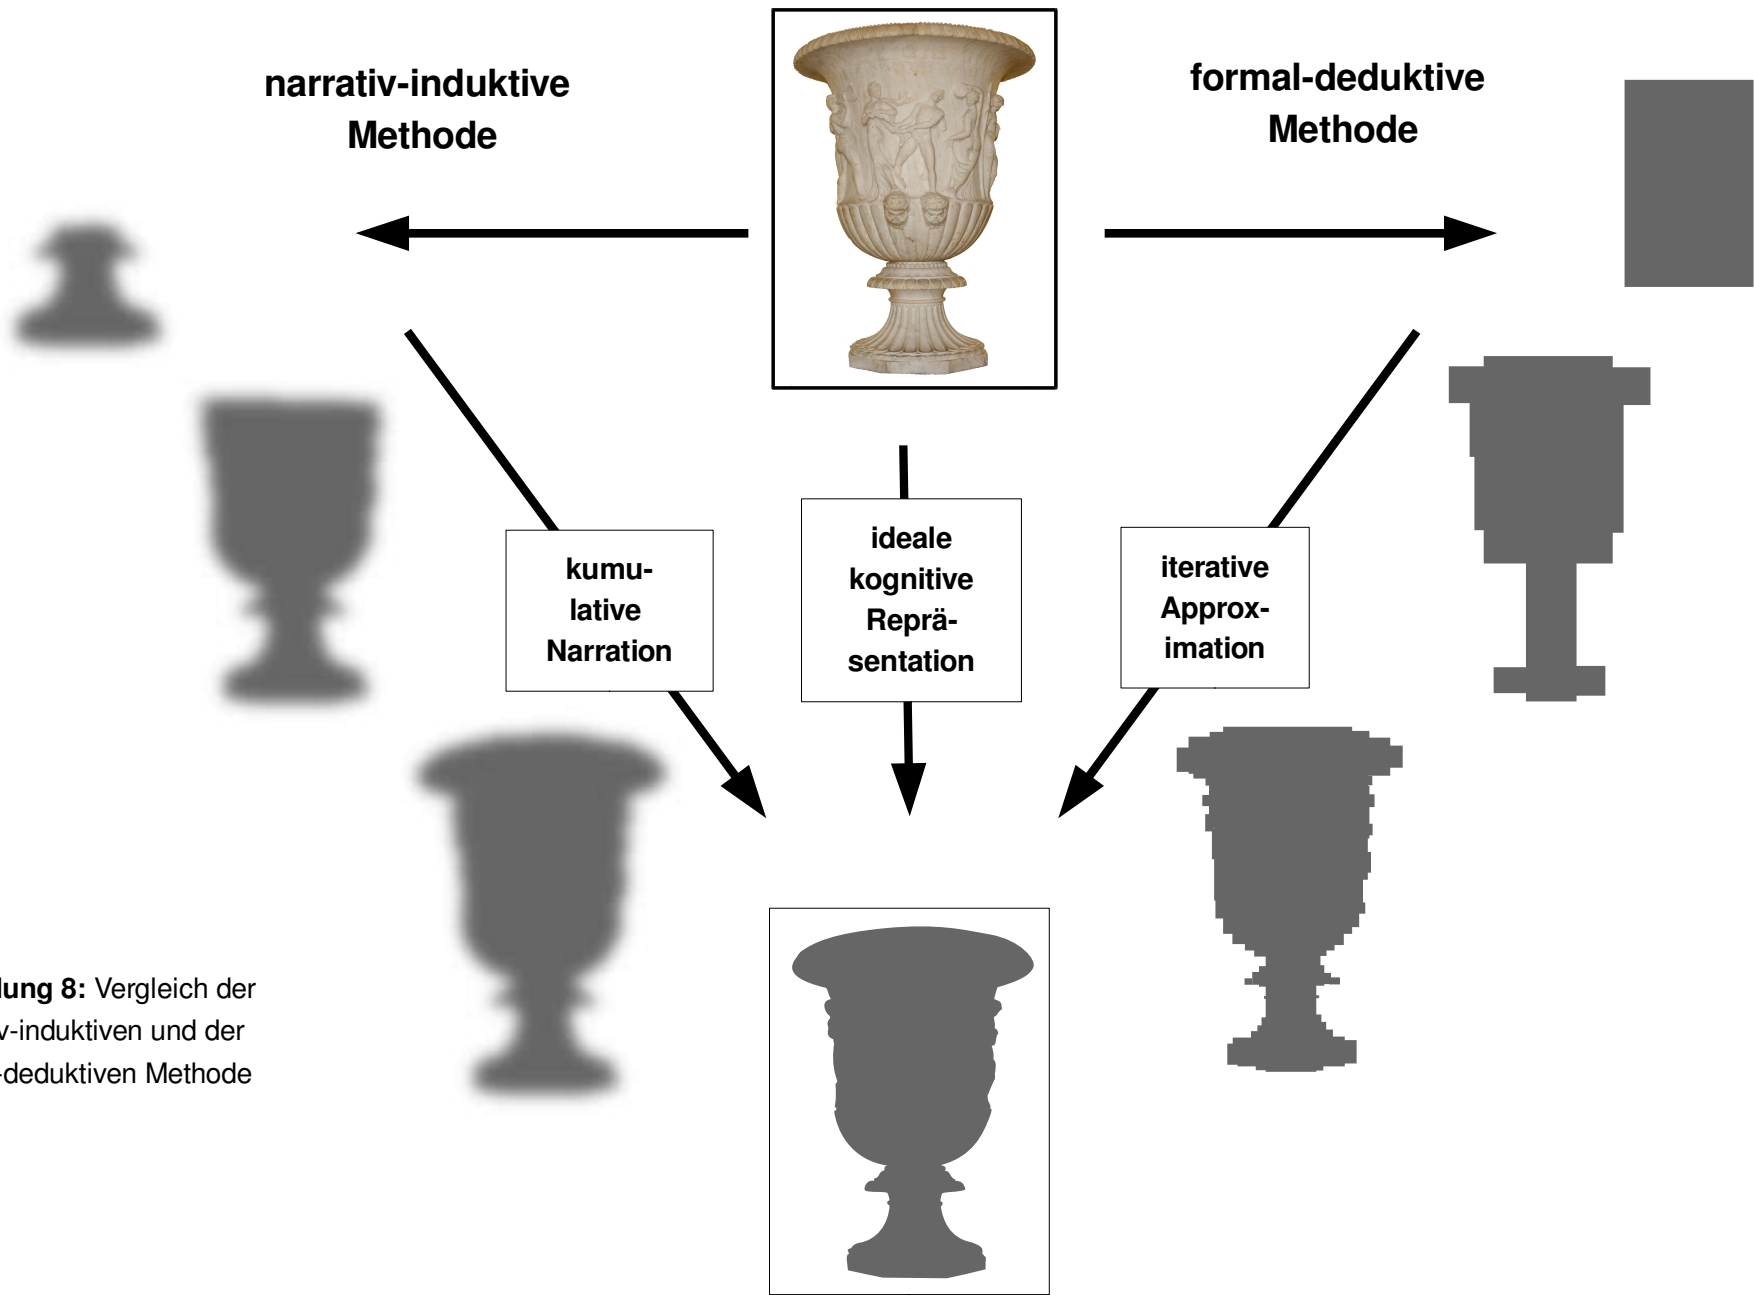 narrativ-induktive
Methode
formal-deduktive
Methode
kumu-
lative
Narration
ideale
kognitive
Reprä-
sentation
iterative
Approx-
imation
lung 8: Vergleich der
v-induktiven und der
-deduktiven Methode